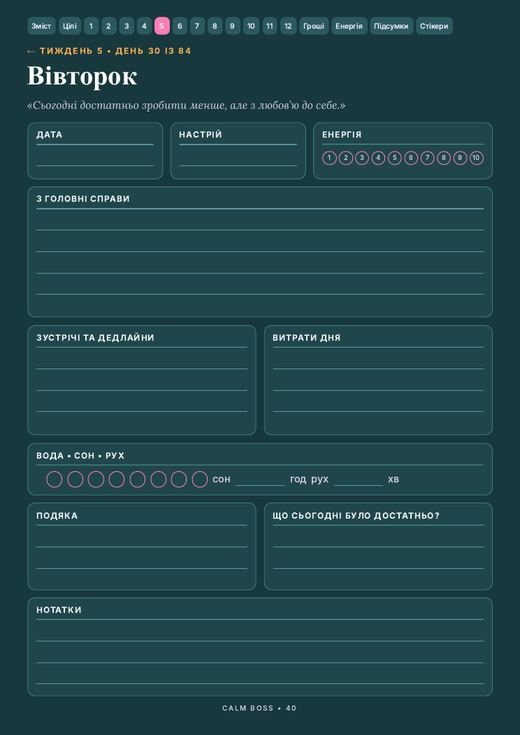 Зміст Цілі 1 2 3 4 5 6 7 8 9 10 11 12 Гроші Енергія Підсумки Стікери
← ТИЖДЕНЬ 5 • ДЕНЬ 30 ІЗ 84
Вівторок
«Сьогодні достатньо зробити менше, але з любов'ю до себе.»
ДАТА НАСТРІЙ ЕНЕРГІЯ
1 2 3 4 5 6 7 8 9 10
3 ГОЛОВНІ СПРАВИ
ЗУСТРІЧІ ТА ДЕДЛАЙНИ ВИТРАТИ ДНЯ
ВОДА • СОН • РУХ
сон год рух хв
ПОДЯКА ЩО СЬОГОДНІ БУЛО ДОСТАТНЬО?
НОТАТКИ
CALM BOSS • 40